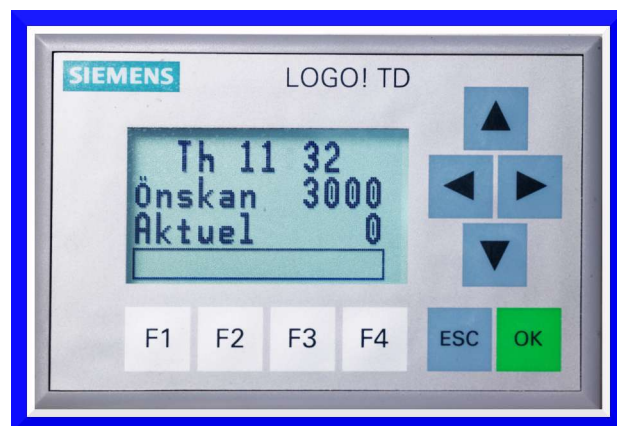 SIEMENS LOGO! TD
Th 11 32
Önskan 3000
Aktuel 0
F1 F2 F3 F4 ESC OK